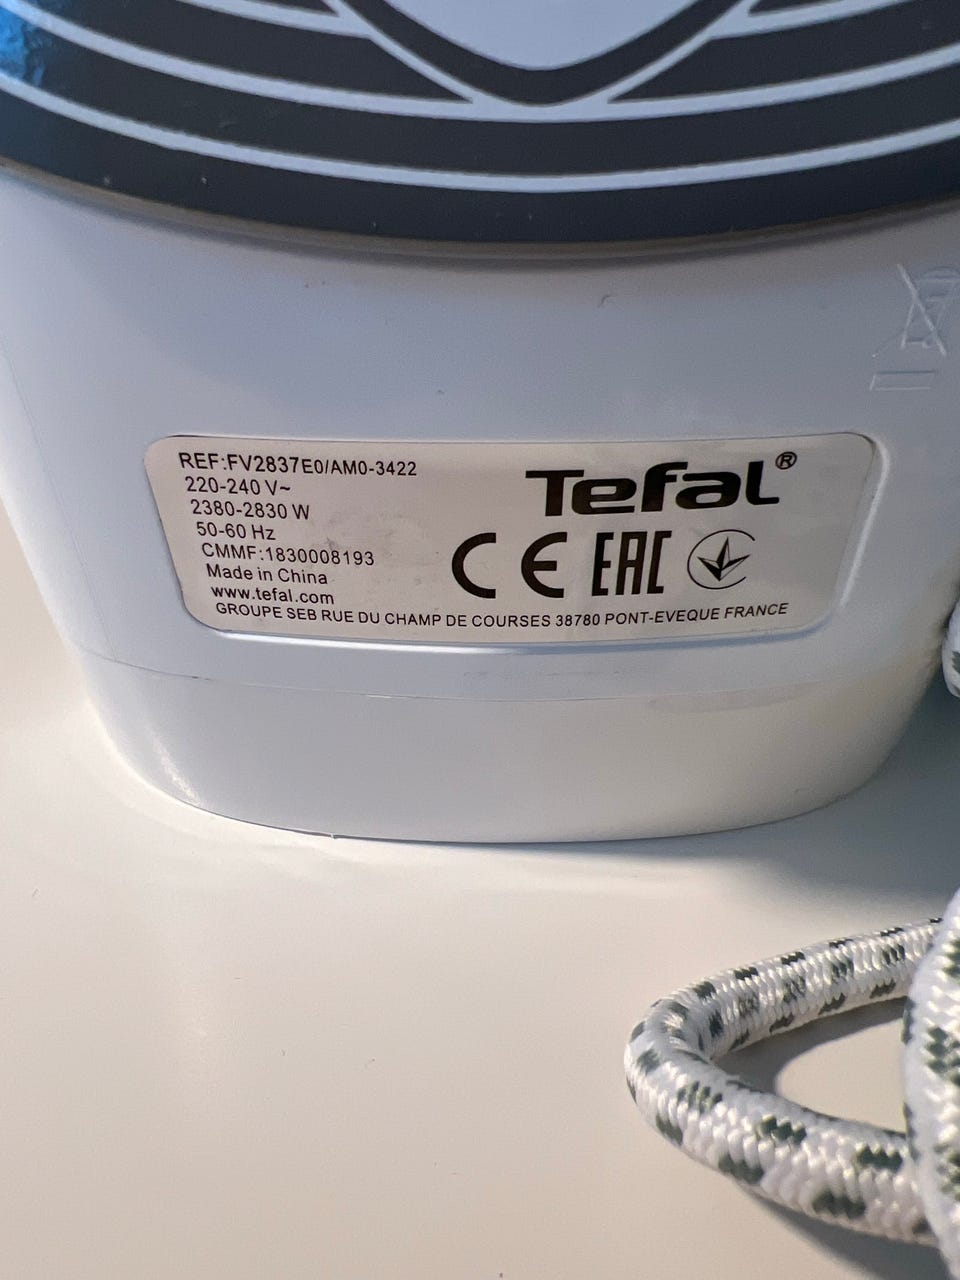 REF:FV2837E0/AM0-3422
220-240 V~
2380-2830 W
50-60 Hz
CMMF:1830008193
Made in China
www.tefal.com
GROUPE SEB RUE DU CHAMP DE COURSES 38780 PONT-EVEQUE FRANCE
Tefal®
CE EAC